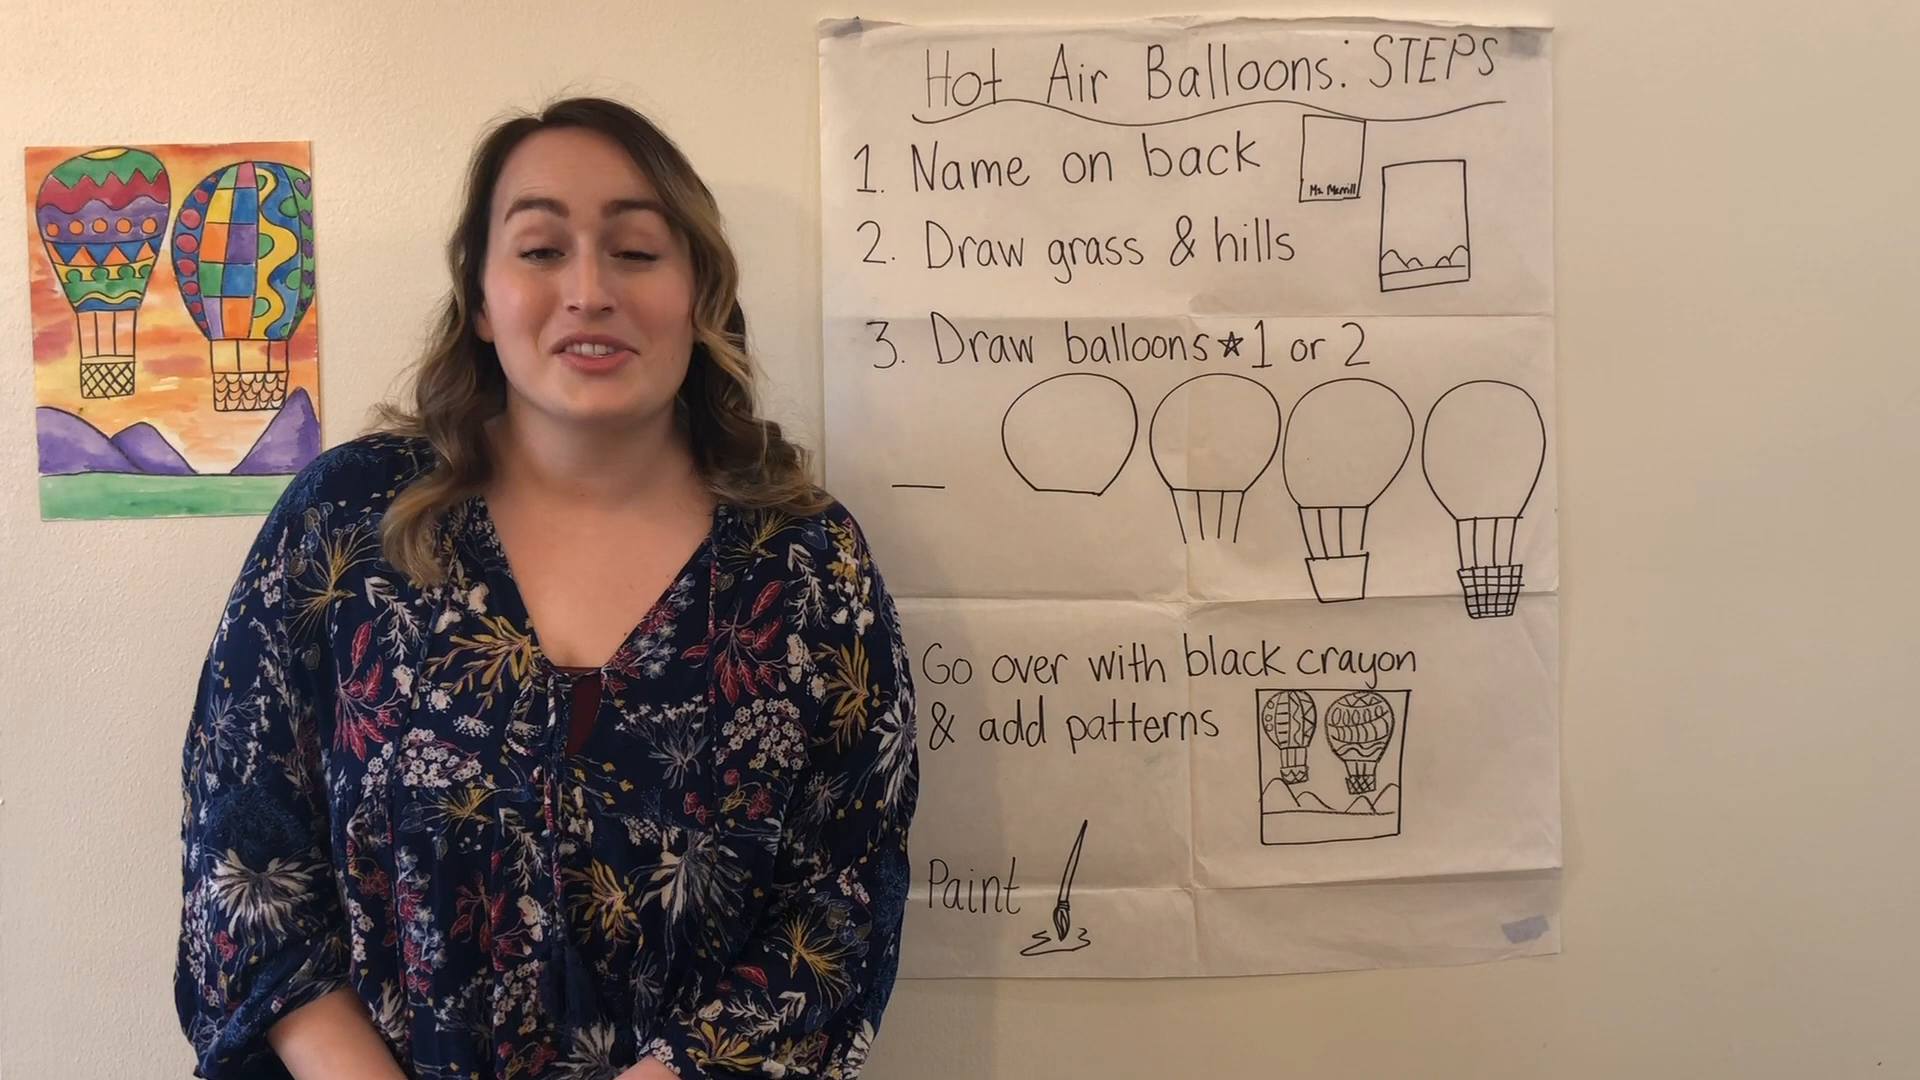 Hot Air Balloons: STEPS
1. Name on back
Ms. Merrill
2. Draw grass & hills
3. Draw balloons ★ 1 or 2
Go over with black crayon
& add patterns
Paint